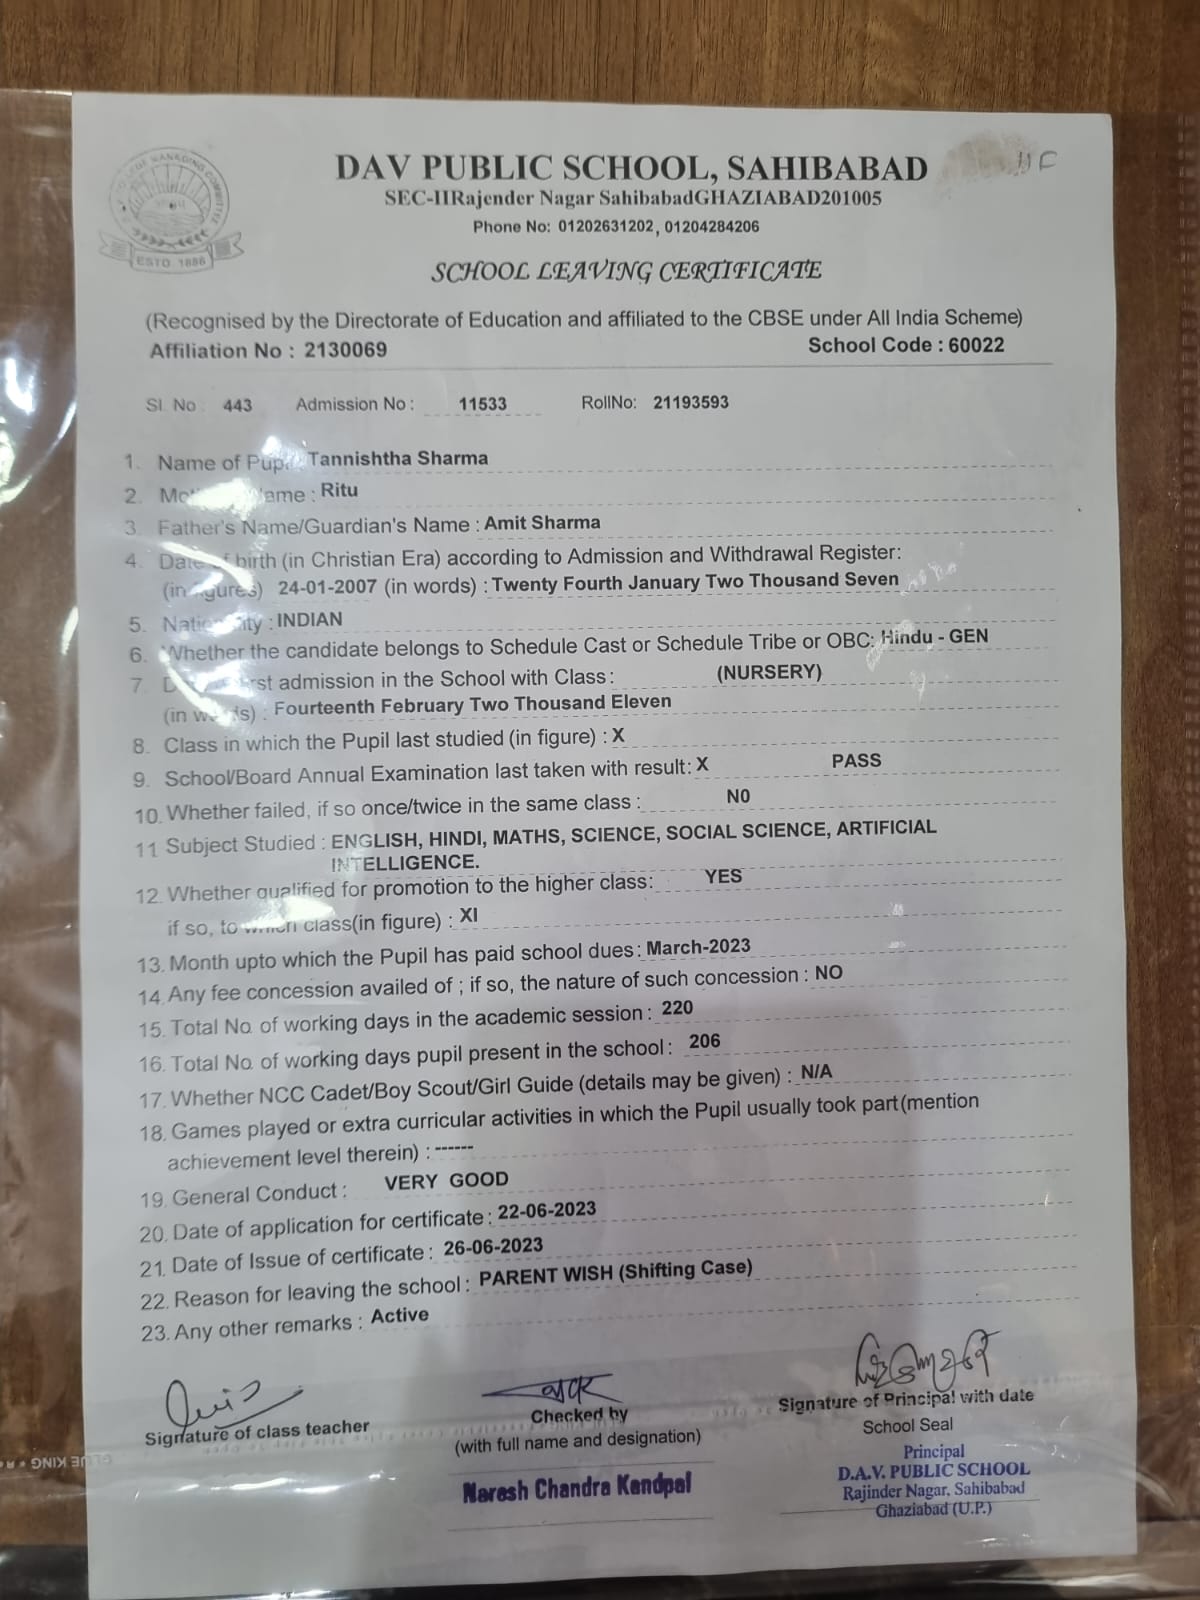 DAV PUBLIC SCHOOL, SAHIBABAD
SEC-IIRajender Nagar SahibabadGHAZIABAD201005
Phone No: 01202631202, 01204284206
ESTD. 1886
SCHOOL LEAVING CERTIFICATE
(Recognised by the Directorate of Education and affiliated to the CBSE under All India Scheme)
Affiliation No : 2130069 School Code : 60022
Sl. No : 443 Admission No : 11533 RollNo: 21193593
1. Name of Pup Tannishtha Sharma
2. Mo ame : Ritu
3. Father's Name/Guardian's Name : Amit Sharma
4. Date of birth (in Christian Era) according to Admission and Withdrawal Register:
(in figures) 24-01-2007 (in words) : Twenty Fourth January Two Thousand Seven
5. Nationality : INDIAN
6. Whether the candidate belongs to Schedule Cast or Schedule Tribe or OBC: Hindu - GEN
7. D rst admission in the School with Class : (NURSERY)
(in words) : Fourteenth February Two Thousand Eleven
8. Class in which the Pupil last studied (in figure) : X
9. School/Board Annual Examination last taken with result: X PASS
10. Whether failed, if so once/twice in the same class : N0
11 Subject Studied : ENGLISH, HINDI, MATHS, SCIENCE, SOCIAL SCIENCE, ARTIFICIAL
INTELLIGENCE.
12. Whether qualified for promotion to the higher class: YES
if so, to which class(in figure) : XI
13. Month upto which the Pupil has paid school dues : March-2023
14. Any fee concession availed of ; if so, the nature of such concession : NO
15. Total No. of working days in the academic session : 220
16. Total No. of working days pupil present in the school : 206
17. Whether NCC Cadet/Boy Scout/Girl Guide (details may be given) : N/A
18. Games played or extra curricular activities in which the Pupil usually took part(mention
achievement level therein) : ------
19. General Conduct : VERY GOOD
20. Date of application for certificate : 22-06-2023
21. Date of Issue of certificate : 26-06-2023
22. Reason for leaving the school : PARENT WISH (Shifting Case)
23. Any other remarks : Active
Signature of class teacher
Checked by
(with full name and designation)
Naresh Chandra Kandpal
Signature of Principal with date
School Seal
Principal
D.A.V. PUBLIC SCHOOL
Rajinder Nagar, Sahibabad
Ghaziabad (U.P.)